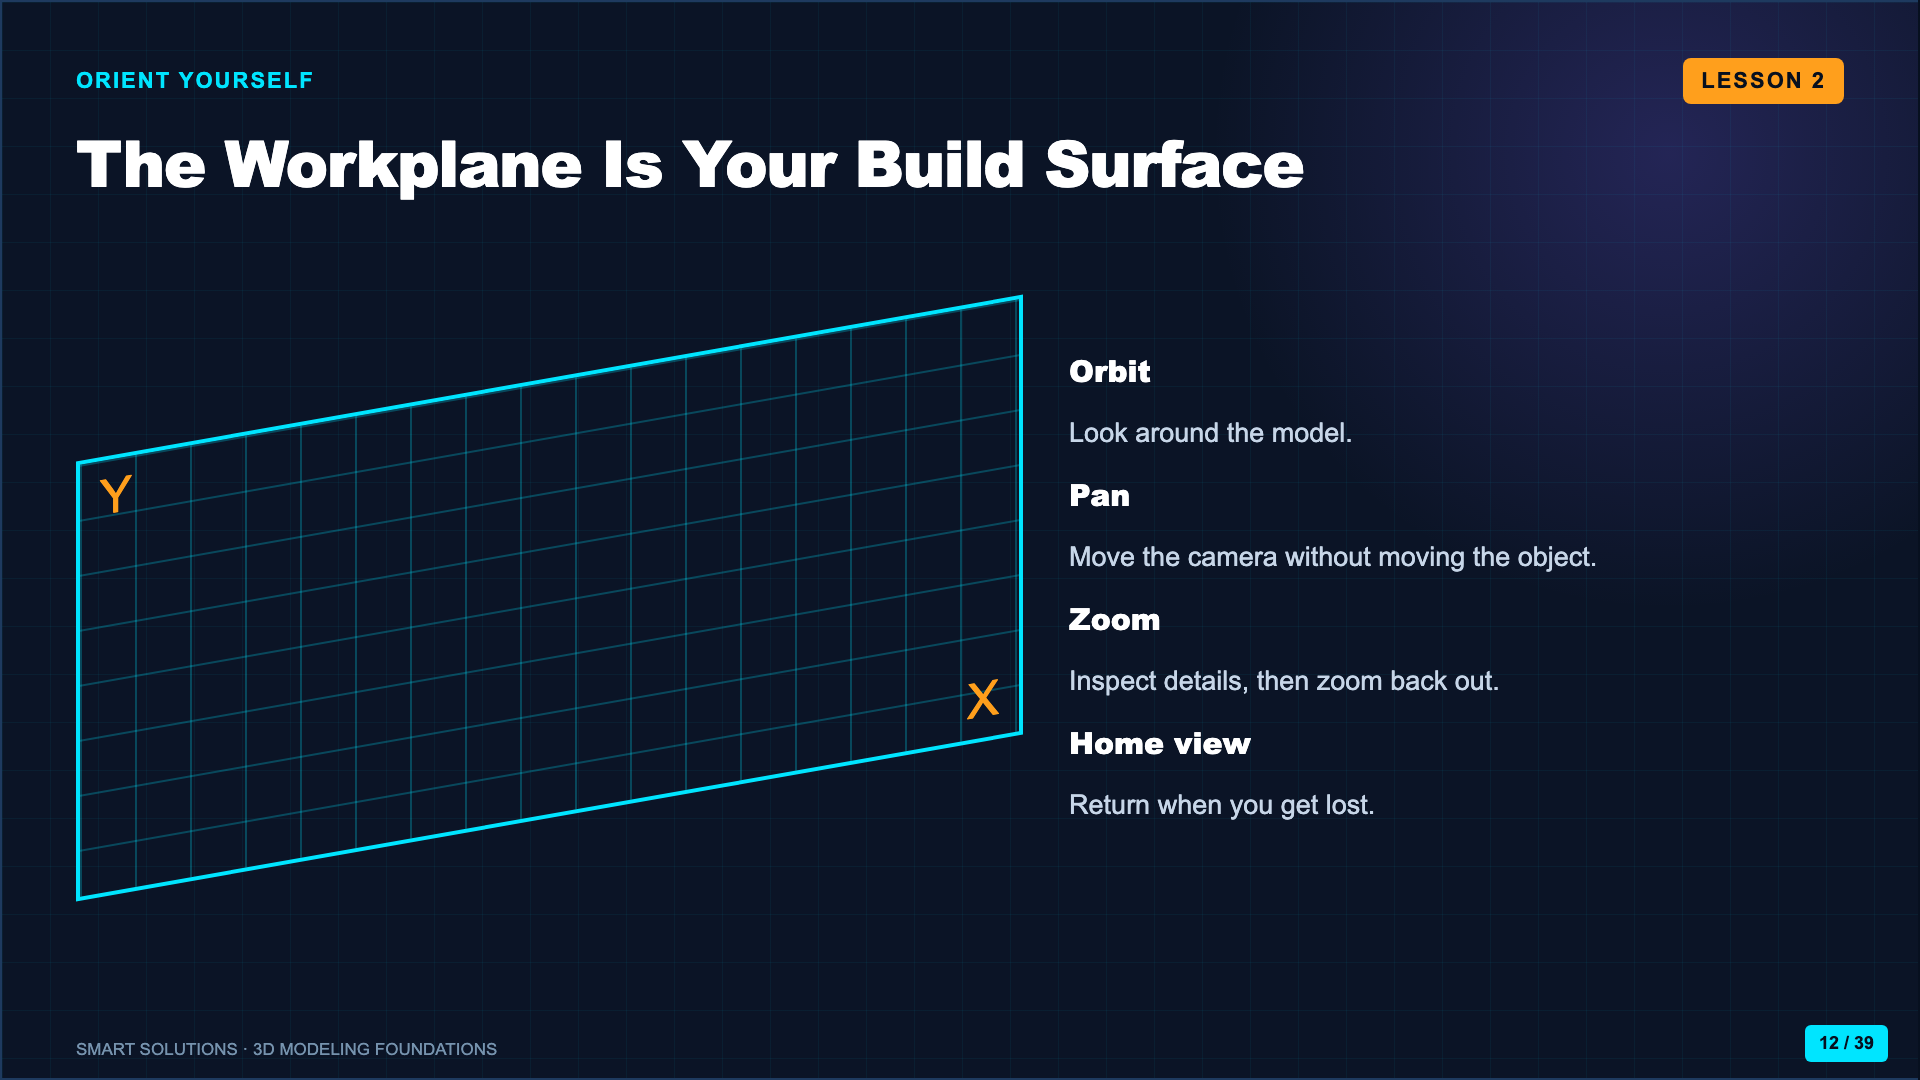 ORIENT YOURSELF
LESSON 2
The Workplane Is Your Build Surface
Y
X
Orbit
Look around the model.
Pan
Move the camera without moving the object.
Zoom
Inspect details, then zoom back out.
Home view
Return when you get lost.
SMART SOLUTIONS · 3D MODELING FOUNDATIONS
12 / 39